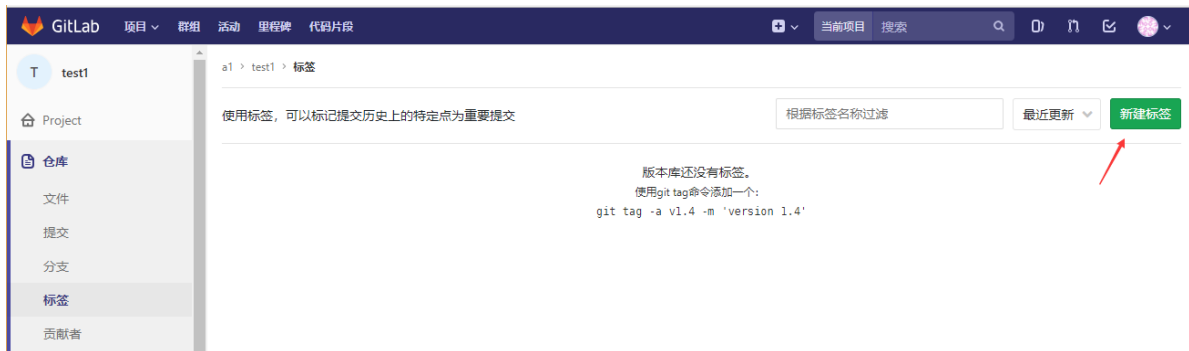 GitLab 项目 群组 活动 里程碑 代码片段 当前项目 搜索
T test1
a1 > test1 > 标签
Project
使用标签，可以标记提交历史上的特定点为重要提交 根据标签名称过滤 最近更新 新建标签
仓库
版本库还没有标签。
文件
使用git tag命令添加一个：
git tag -a v1.4 -m 'version 1.4'
提交
分支
标签
贡献者